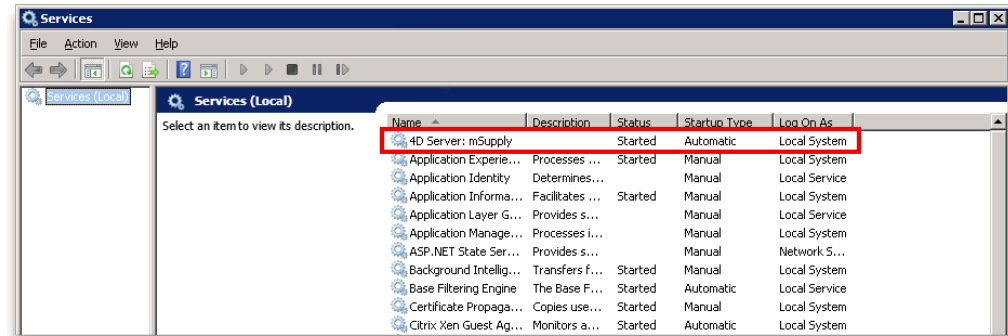 Services
File Action View Help
Services (Local)
Services (Local)
Select an item to view its description.
Name Description Status Startup Type Log On As
4D Server: mSupply Started Automatic Local System
Application Experie... Processes ... Started Manual Local System
Application Identity Determines... Manual Local Service
Application Informa... Facilitates ... Started Manual Local System
Application Layer G... Provides s... Manual Local Service
Application Manage... Processes i... Manual Local System
ASP.NET State Ser... Provides s... Manual Network S...
Background Intellig... Transfers f... Started Manual Local System
Base Filtering Engine The Base F... Started Automatic Local Service
Certificate Propaga... Copies use... Started Manual Local System
Citrix Xen Guest Ag... Monitors a... Started Automatic Local System